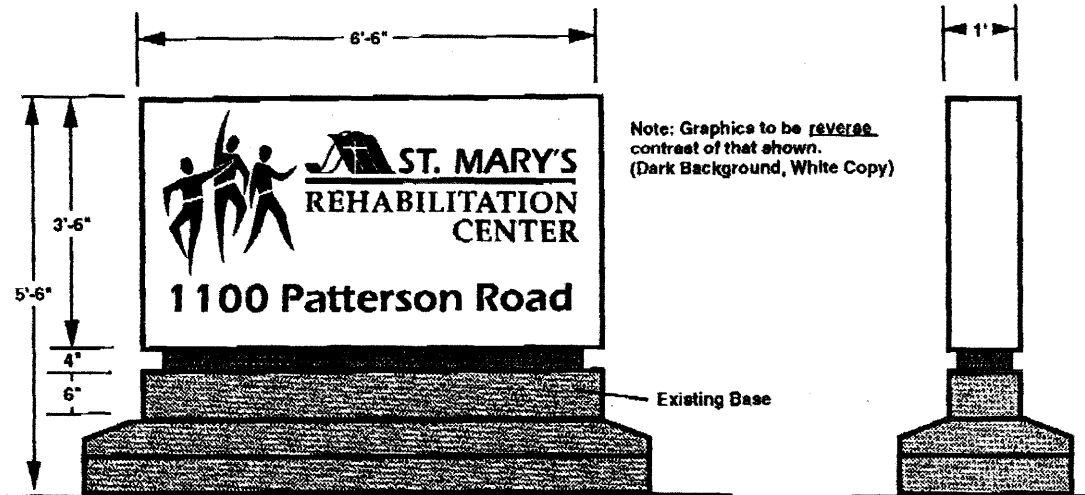 6'-6"
1'
Note: Graphics to be reverse
contrast of that shown.
(Dark Background, White Copy)
ST. MARY'S
REHABILITATION
CENTER
3'-6"
1100 Patterson Road
5'-6"
4"
6"
Existing Base